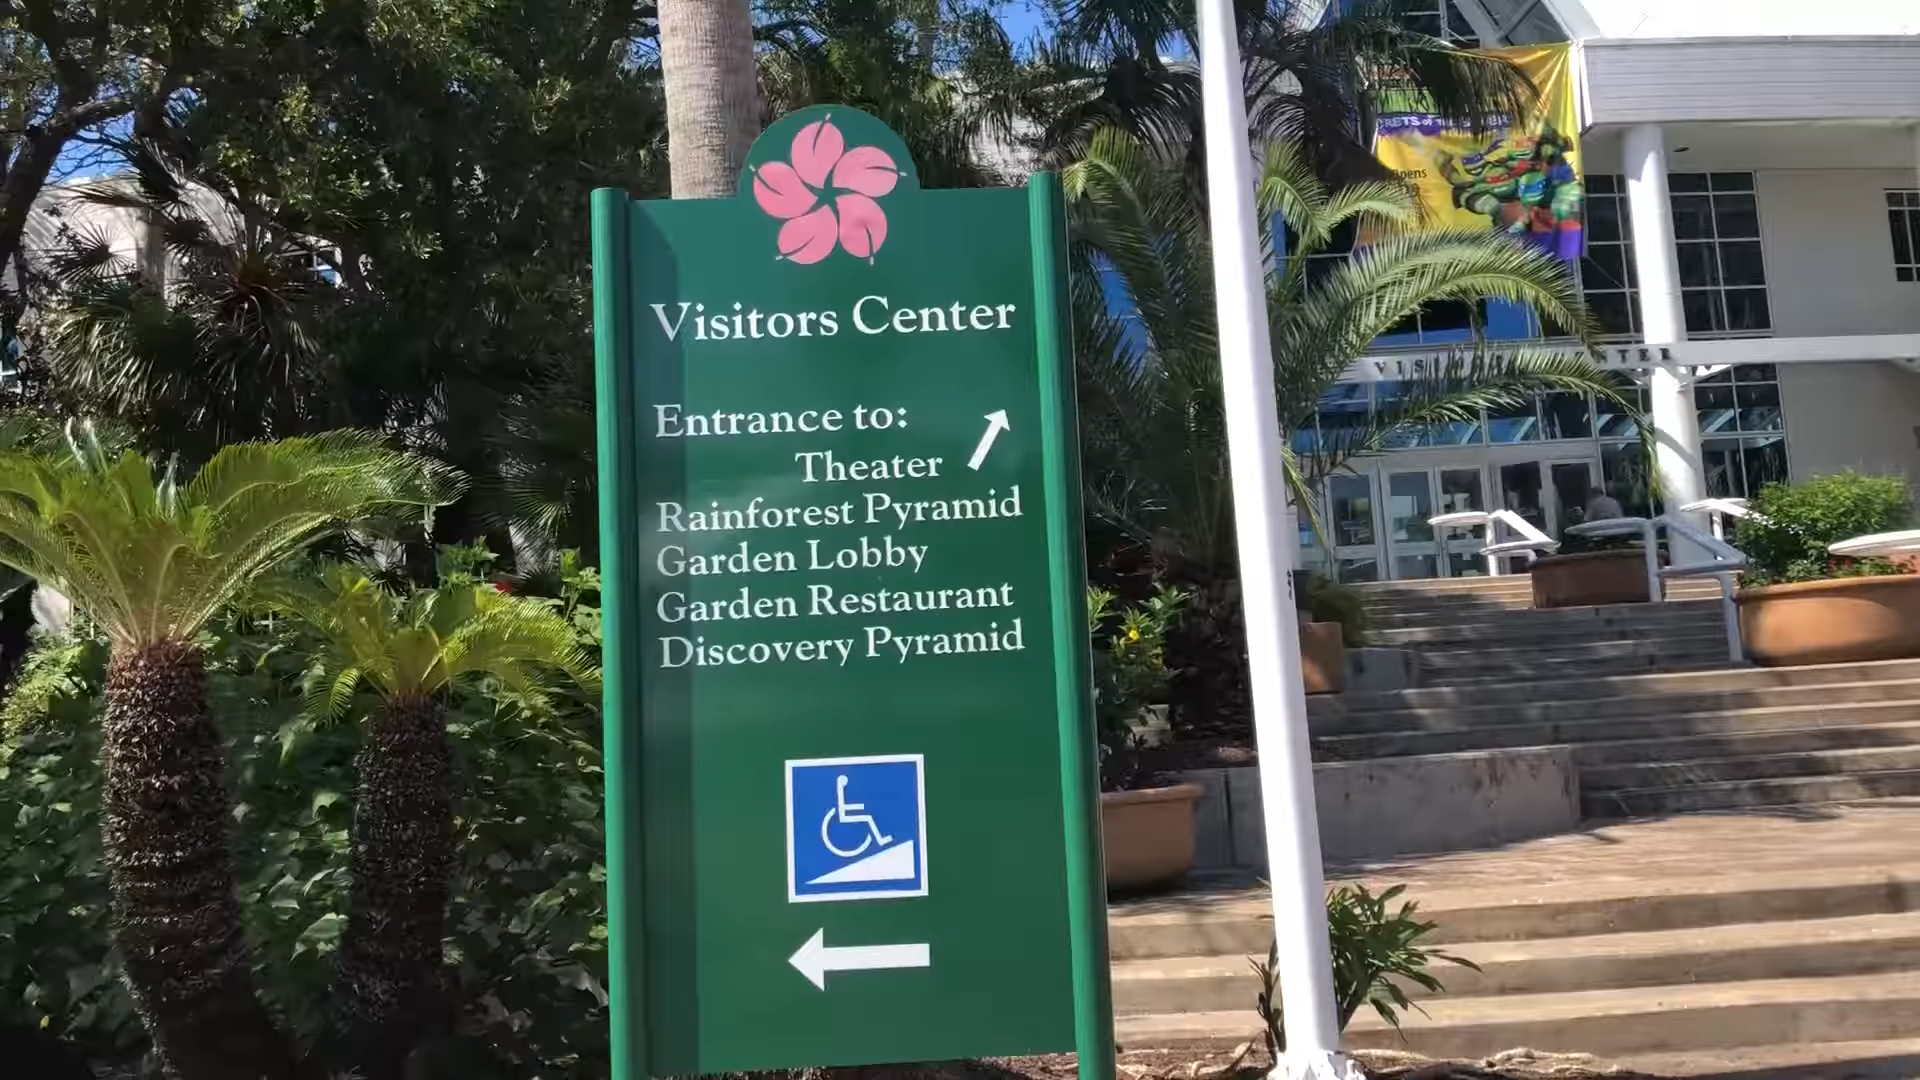 Visitors Center
Entrance to:
Theater
Rainforest Pyramid
Garden Lobby
Garden Restaurant
Discovery Pyramid